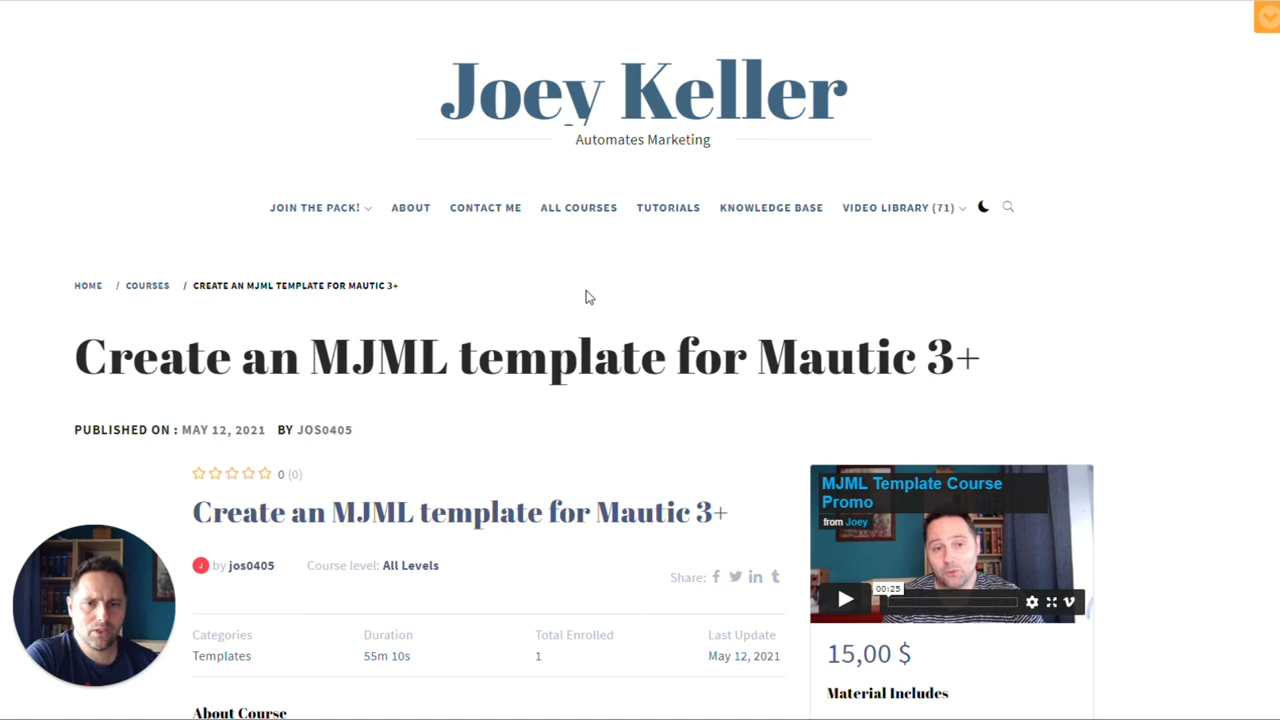 Joey Keller
Automates Marketing
JOIN THE PACK! ABOUT CONTACT ME ALL COURSES TUTORIALS KNOWLEDGE BASE VIDEO LIBRARY (71)
HOME / COURSES / CREATE AN MJML TEMPLATE FOR MAUTIC 3+
Create an MJML template for Mautic 3+
PUBLISHED ON : MAY 12, 2021 BY JOS0405
0 (0)
Create an MJML template for Mautic 3+
J by jos0405 Course level: All Levels
Share:
Categories Duration Total Enrolled Last Update
Templates 55m 10s 1 May 12, 2021
About Course
MJML Template Course
Promo
from Joey
00:25
15,00 $
Material Includes